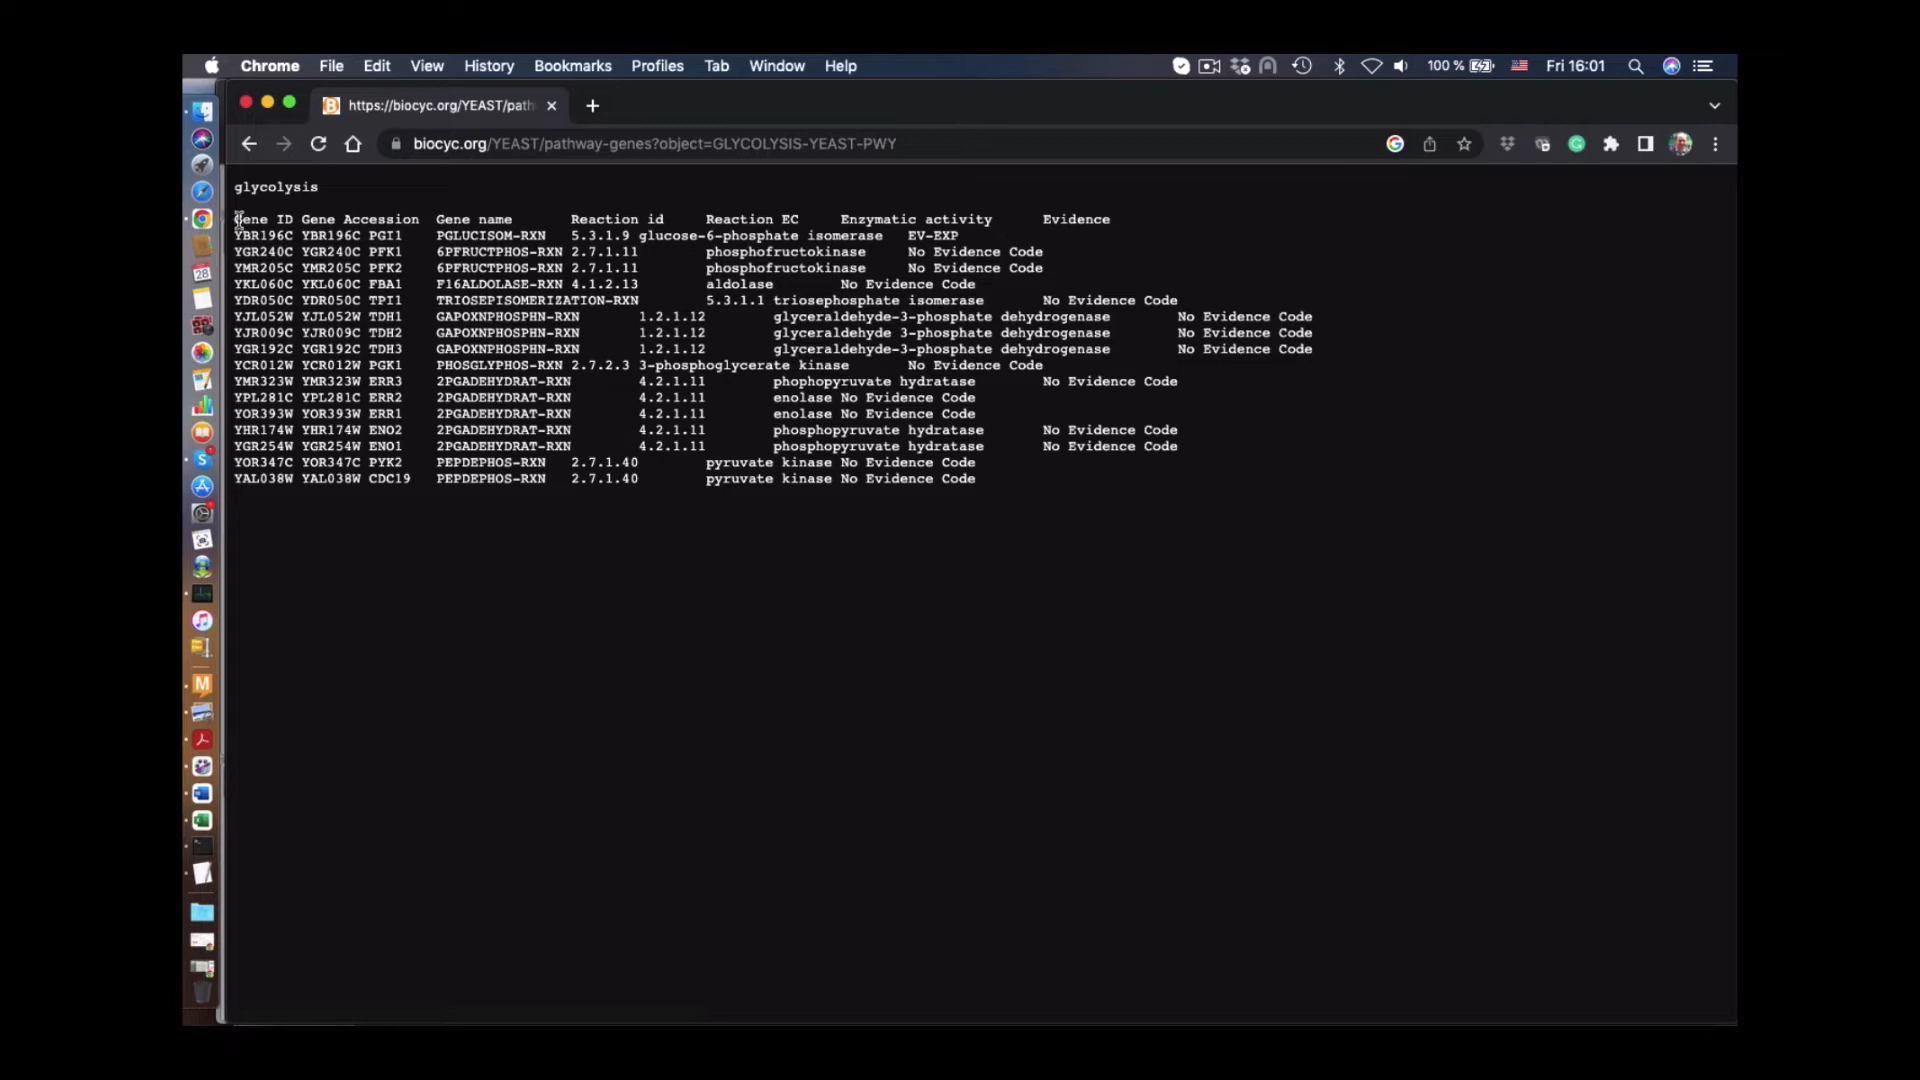 Chrome File Edit View History Bookmarks Profiles Tab Window Help 100 % Fri 16:01
https://biocyc.org/YEAST/path
biocyc.org/YEAST/pathway-genes?object=GLYCOLYSIS-YEAST-PWY
glycolysis
Gene ID Gene Accession Gene name Reaction id Reaction EC Enzymatic activity Evidence
YBR196C YBR196C PGI1 PGLUCISOM-RXN 5.3.1.9 glucose-6-phosphate isomerase EV-EXP
YGR240C YGR240C PFK1 6PFRUCTPHOS-RXN 2.7.1.11 phosphofructokinase No Evidence Code
YMR205C YMR205C PFK2 6PFRUCTPHOS-RXN 2.7.1.11 phosphofructokinase No Evidence Code
YKL060C YKL060C FBA1 F16ALDOLASE-RXN 4.1.2.13 aldolase No Evidence Code
YDR050C YDR050C TPI1 TRIOSEPISOMERIZATION-RXN 5.3.1.1 triosephosphate isomerase No Evidence Code
YJL052W YJL052W TDH1 GAPOXNPHOSPHN-RXN 1.2.1.12 glyceraldehyde-3-phosphate dehydrogenase No Evidence Code
YJR009C YJR009C TDH2 GAPOXNPHOSPHN-RXN 1.2.1.12 glyceraldehyde 3-phosphate dehydrogenase No Evidence Code
YGR192C YGR192C TDH3 GAPOXNPHOSPHN-RXN 1.2.1.12 glyceraldehyde-3-phosphate dehydrogenase No Evidence Code
YCR012W YCR012W PGK1 PHOSGLYPHOS-RXN 2.7.2.3 3-phosphoglycerate kinase No Evidence Code
YMR323W YMR323W ERR3 2PGADEHYDRAT-RXN 4.2.1.11 phophopyruvate hydratase No Evidence Code
YPL281C YPL281C ERR2 2PGADEHYDRAT-RXN 4.2.1.11 enolase No Evidence Code
YOR393W YOR393W ERR1 2PGADEHYDRAT-RXN 4.2.1.11 enolase No Evidence Code
YHR174W YHR174W ENO2 2PGADEHYDRAT-RXN 4.2.1.11 phosphopyruvate hydratase No Evidence Code
YGR254W YGR254W ENO1 2PGADEHYDRAT-RXN 4.2.1.11 phosphopyruvate hydratase No Evidence Code
YOR347C YOR347C PYK2 PEPDEPHOS-RXN 2.7.1.40 pyruvate kinase No Evidence Code
YAL038W YAL038W CDC19 PEPDEPHOS-RXN 2.7.1.40 pyruvate kinase No Evidence Code